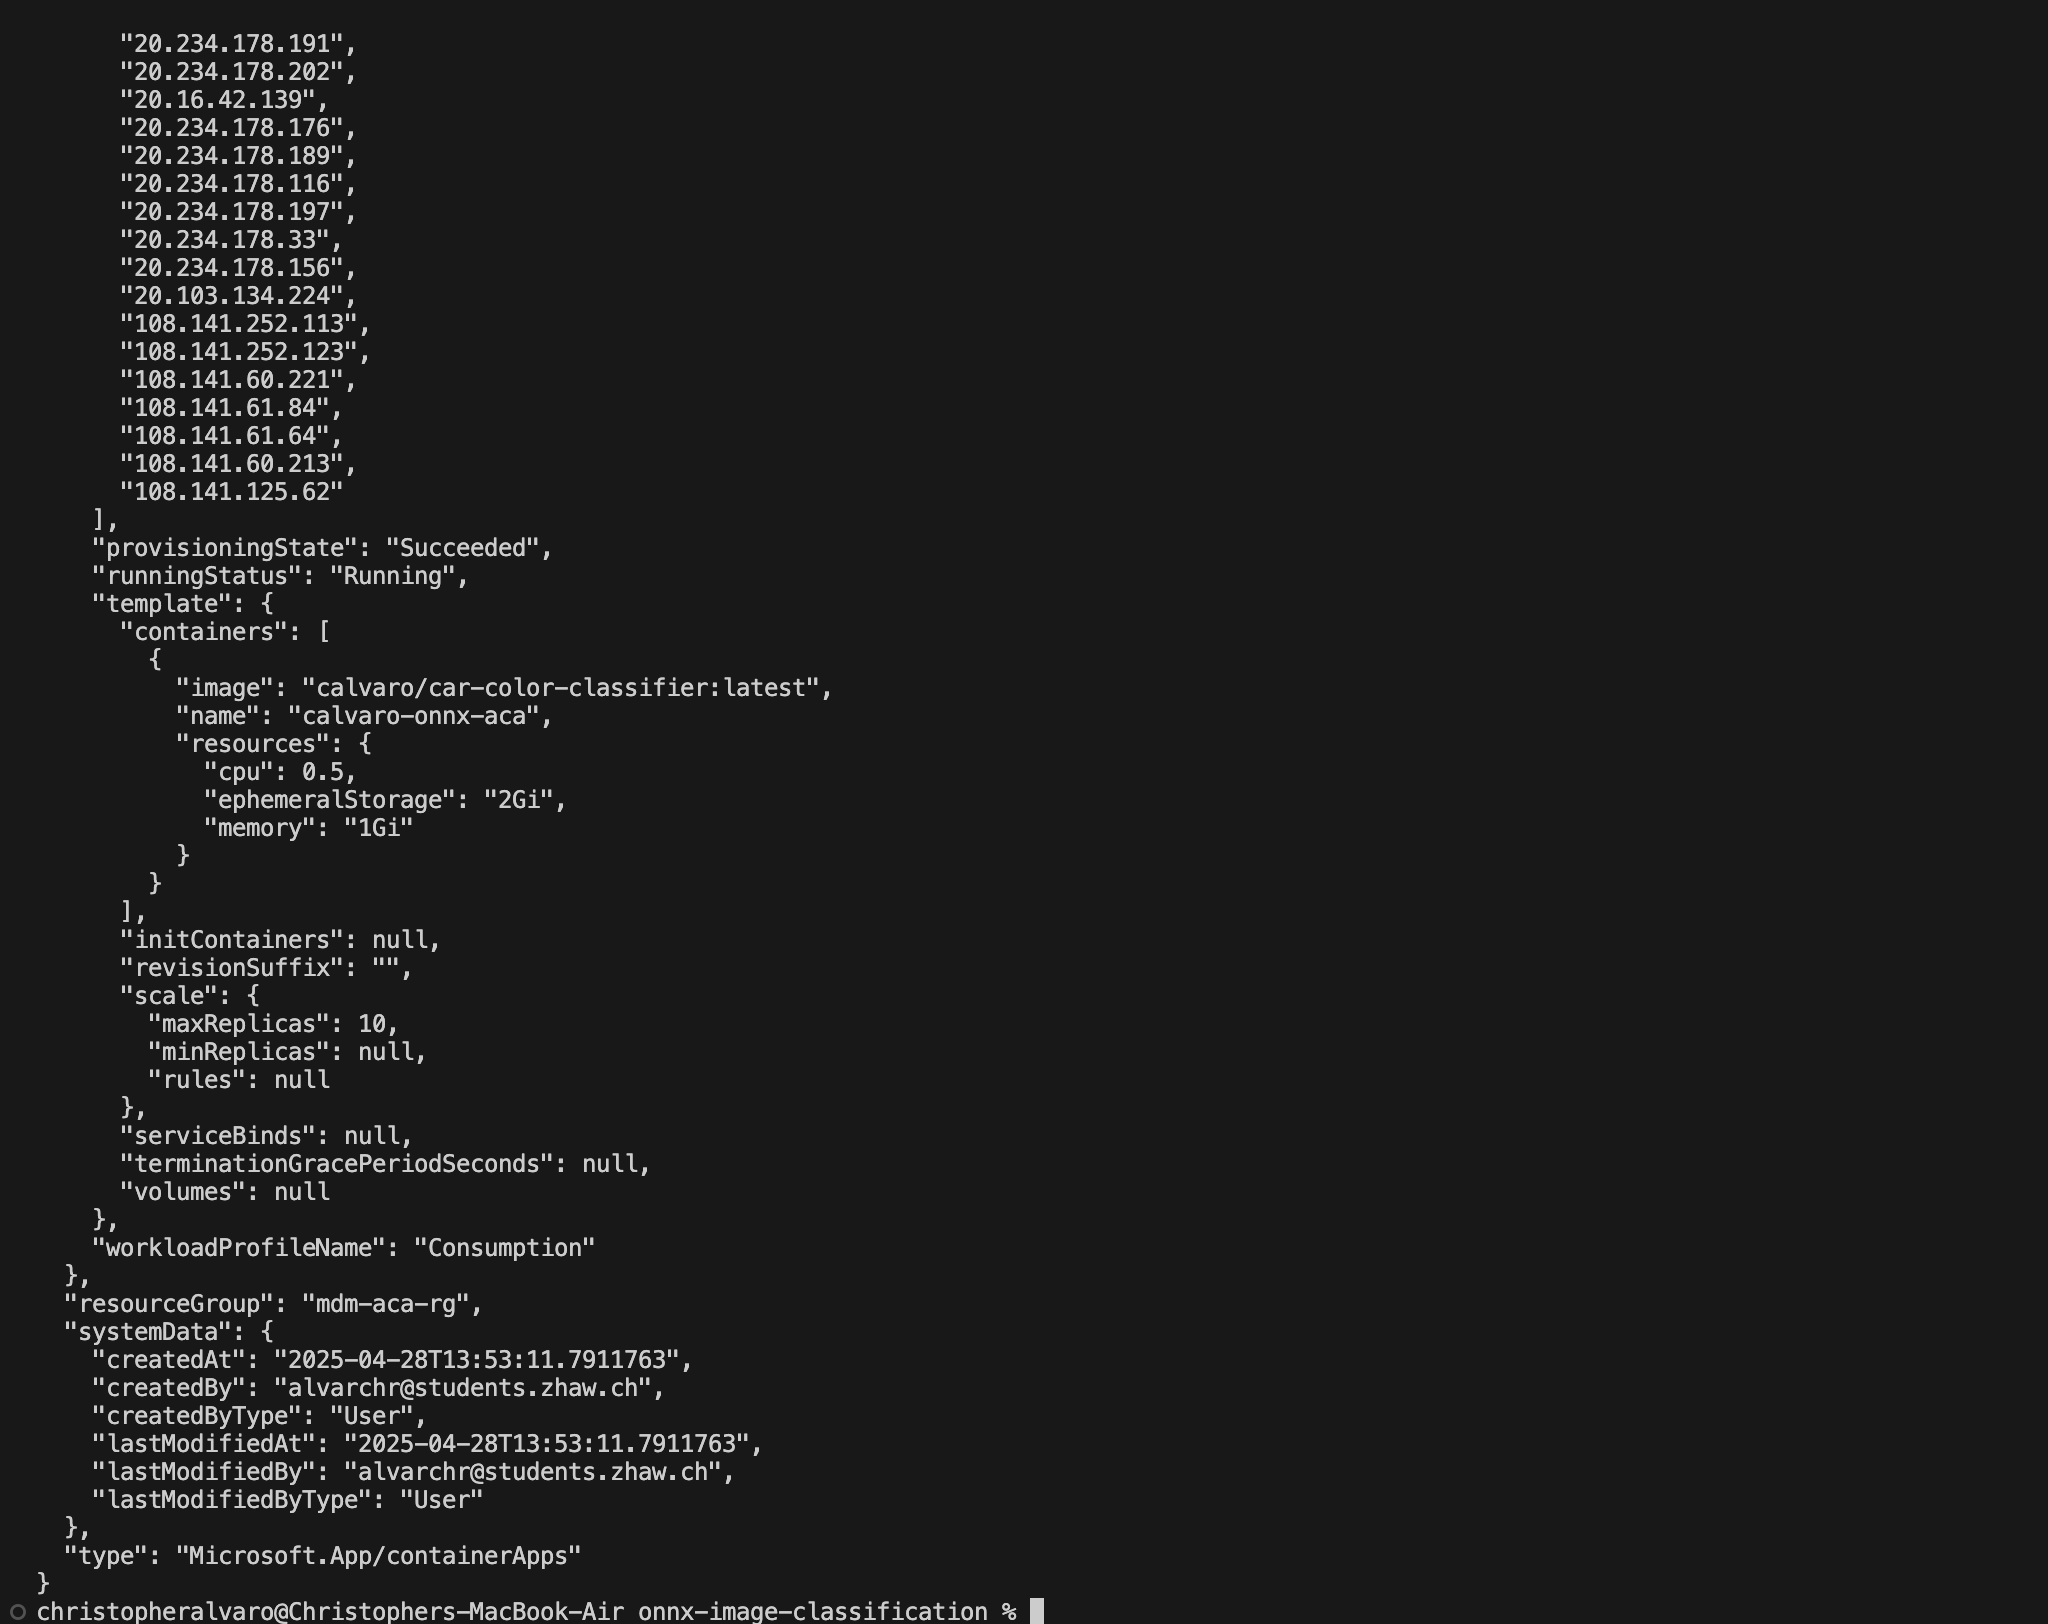 "20.234.178.191",
"20.234.178.202",
"20.16.42.139",
"20.234.178.176",
"20.234.178.189",
"20.234.178.116",
"20.234.178.197",
"20.234.178.33",
"20.234.178.156",
"20.103.134.224",
"108.141.252.113",
"108.141.252.123",
"108.141.60.221",
"108.141.61.84",
"108.141.61.64",
"108.141.60.213",
"108.141.125.62"
],
"provisioningState": "Succeeded",
"runningStatus": "Running",
"template": {
"containers": [
{
"image": "calvaro/car-color-classifier:latest",
"name": "calvaro-onnx-aca",
"resources": {
"cpu": 0.5,
"ephemeralStorage": "2Gi",
"memory": "1Gi"
}
}
],
"initContainers": null,
"revisionSuffix": "",
"scale": {
"maxReplicas": 10,
"minReplicas": null,
"rules": null
},
"serviceBinds": null,
"terminationGracePeriodSeconds": null,
"volumes": null
},
"workloadProfileName": "Consumption"
},
"resourceGroup": "mdm-aca-rg",
"systemData": {
"createdAt": "2025-04-28T13:53:11.7911763",
"createdBy": "alvarchr@students.zhaw.ch",
"createdByType": "User",
"lastModifiedAt": "2025-04-28T13:53:11.7911763",
"lastModifiedBy": "alvarchr@students.zhaw.ch",
"lastModifiedByType": "User"
},
"type": "Microsoft.App/containerApps"
}
christopheralvaro@Christophers-MacBook-Air onnx-image-classification %